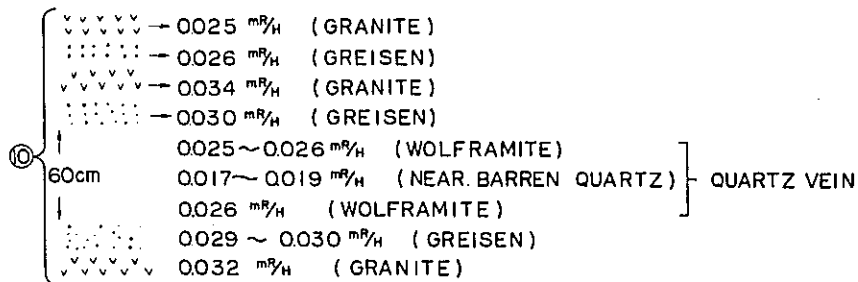 → 0.025 mR/H (GRANITE)
→ 0.026 mR/H (GREISEN)
→ 0.034 mR/H (GRANITE)
→ 0.030 mR/H (GREISEN)
0.025~0.026 mR/H (WOLFRAMITE)
⑩ 60cm 0.017~0.019 mR/H (NEAR. BARREN QUARTZ) QUARTZ VEIN
0.026 mR/H (WOLFRAMITE)
0.029 ~ 0.030 mR/H (GREISEN)
0.032 mR/H (GRANITE)